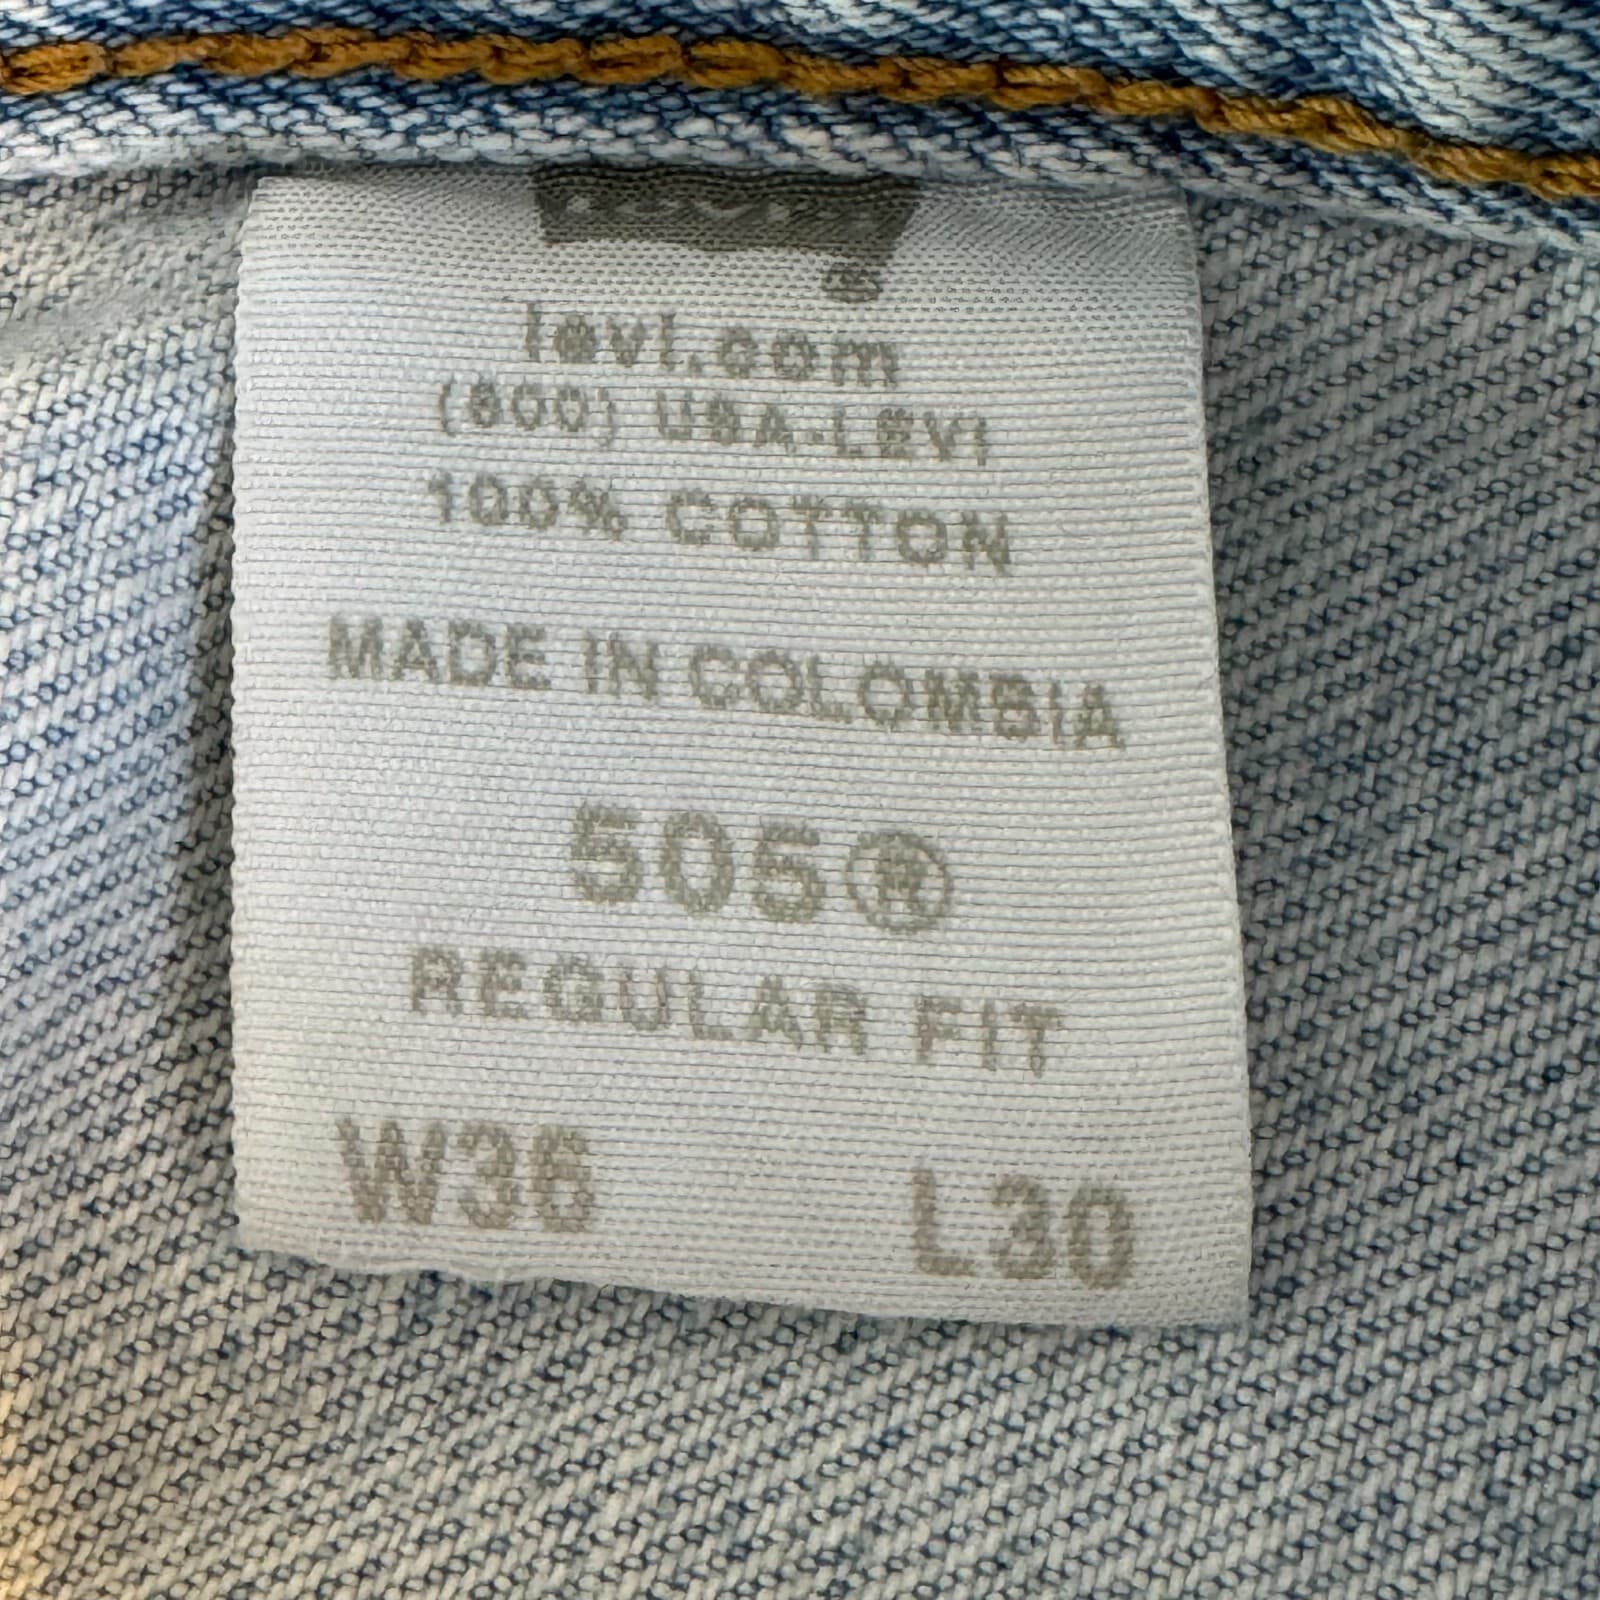 levi.com
(800) USA-LEVI
100% COTTON
MADE IN COLOMBIA
505®
REGULAR FIT
W36 L30